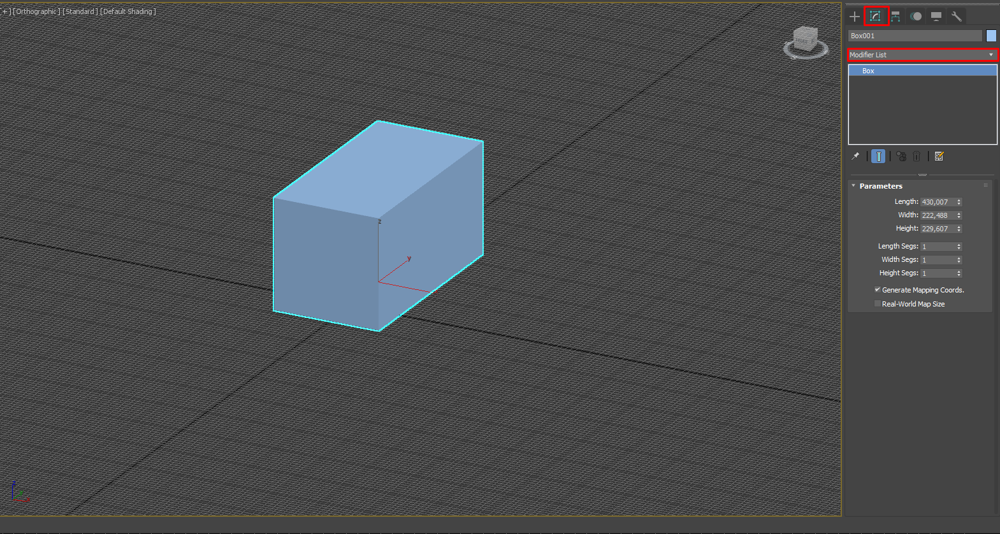 [+] [Orthographic] [Standard] [Default Shading]
FRONT
z
y
z
Box001
Modifier List
Box
Parameters
Length: 430,007
Width: 222,488
Height: 229,607
Length Segs: 1
Width Segs: 1
Height Segs: 1
Generate Mapping Coords.
Real-World Map Size